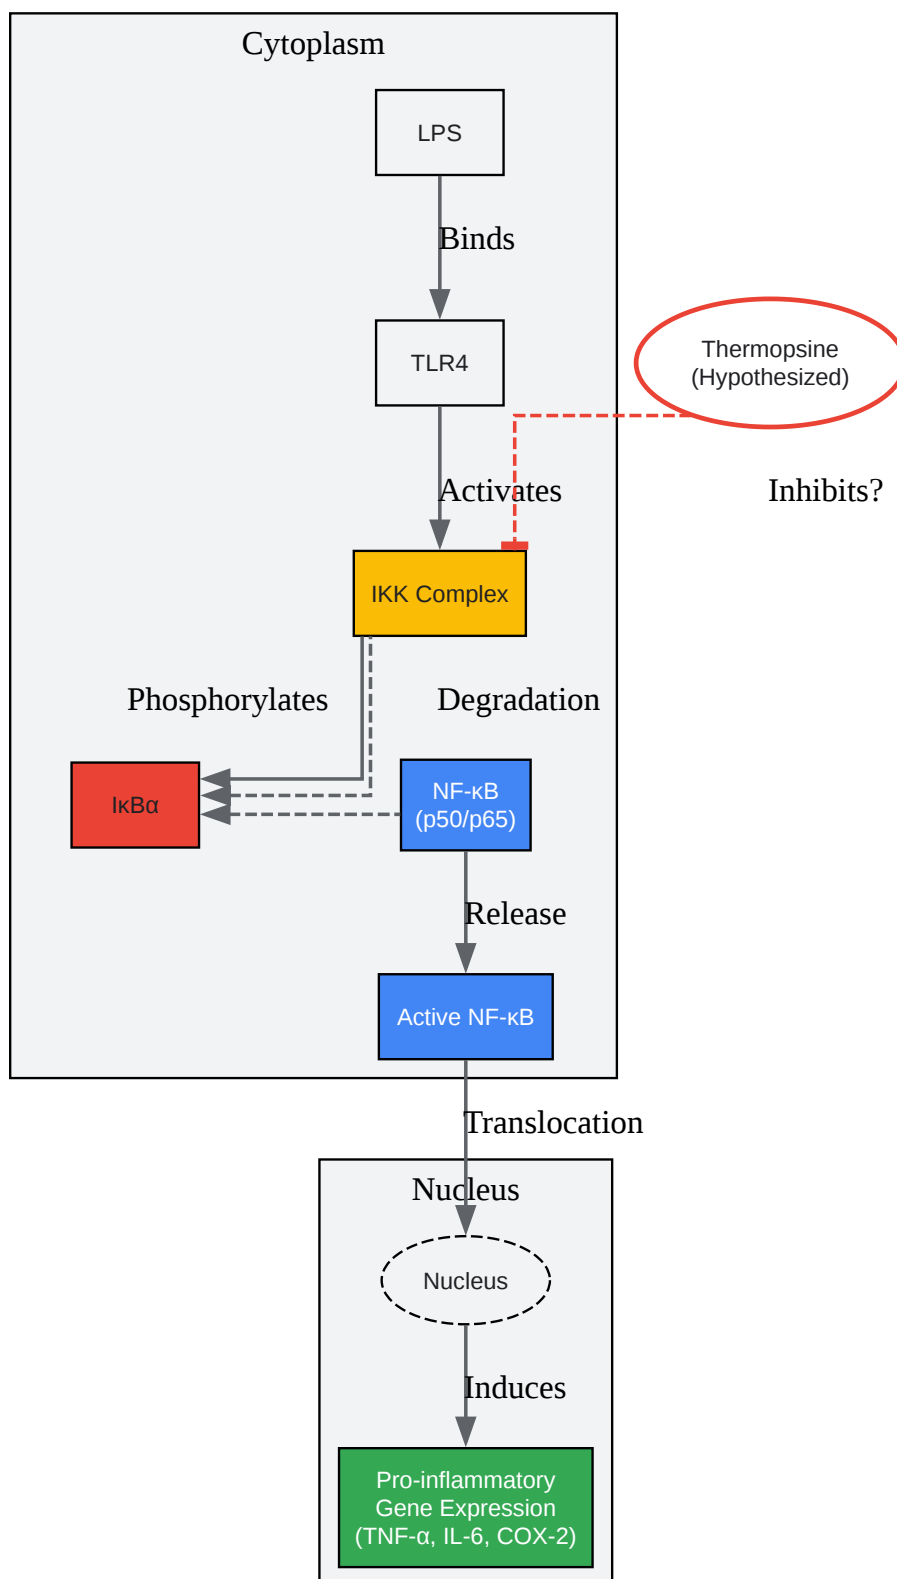 Cytoplasm
LPS
Binds
TLR4
Thermopsine
(Hypothesized)
Activates
Inhibits?
IKK Complex
Phosphorylates
Degradation
IκBα
NF-κB
(p50/p65)
Release
Active NF-κB
Translocation
Nucleus
Nucleus
Induces
Pro-inflammatory
Gene Expression
(TNF-α, IL-6, COX-2)